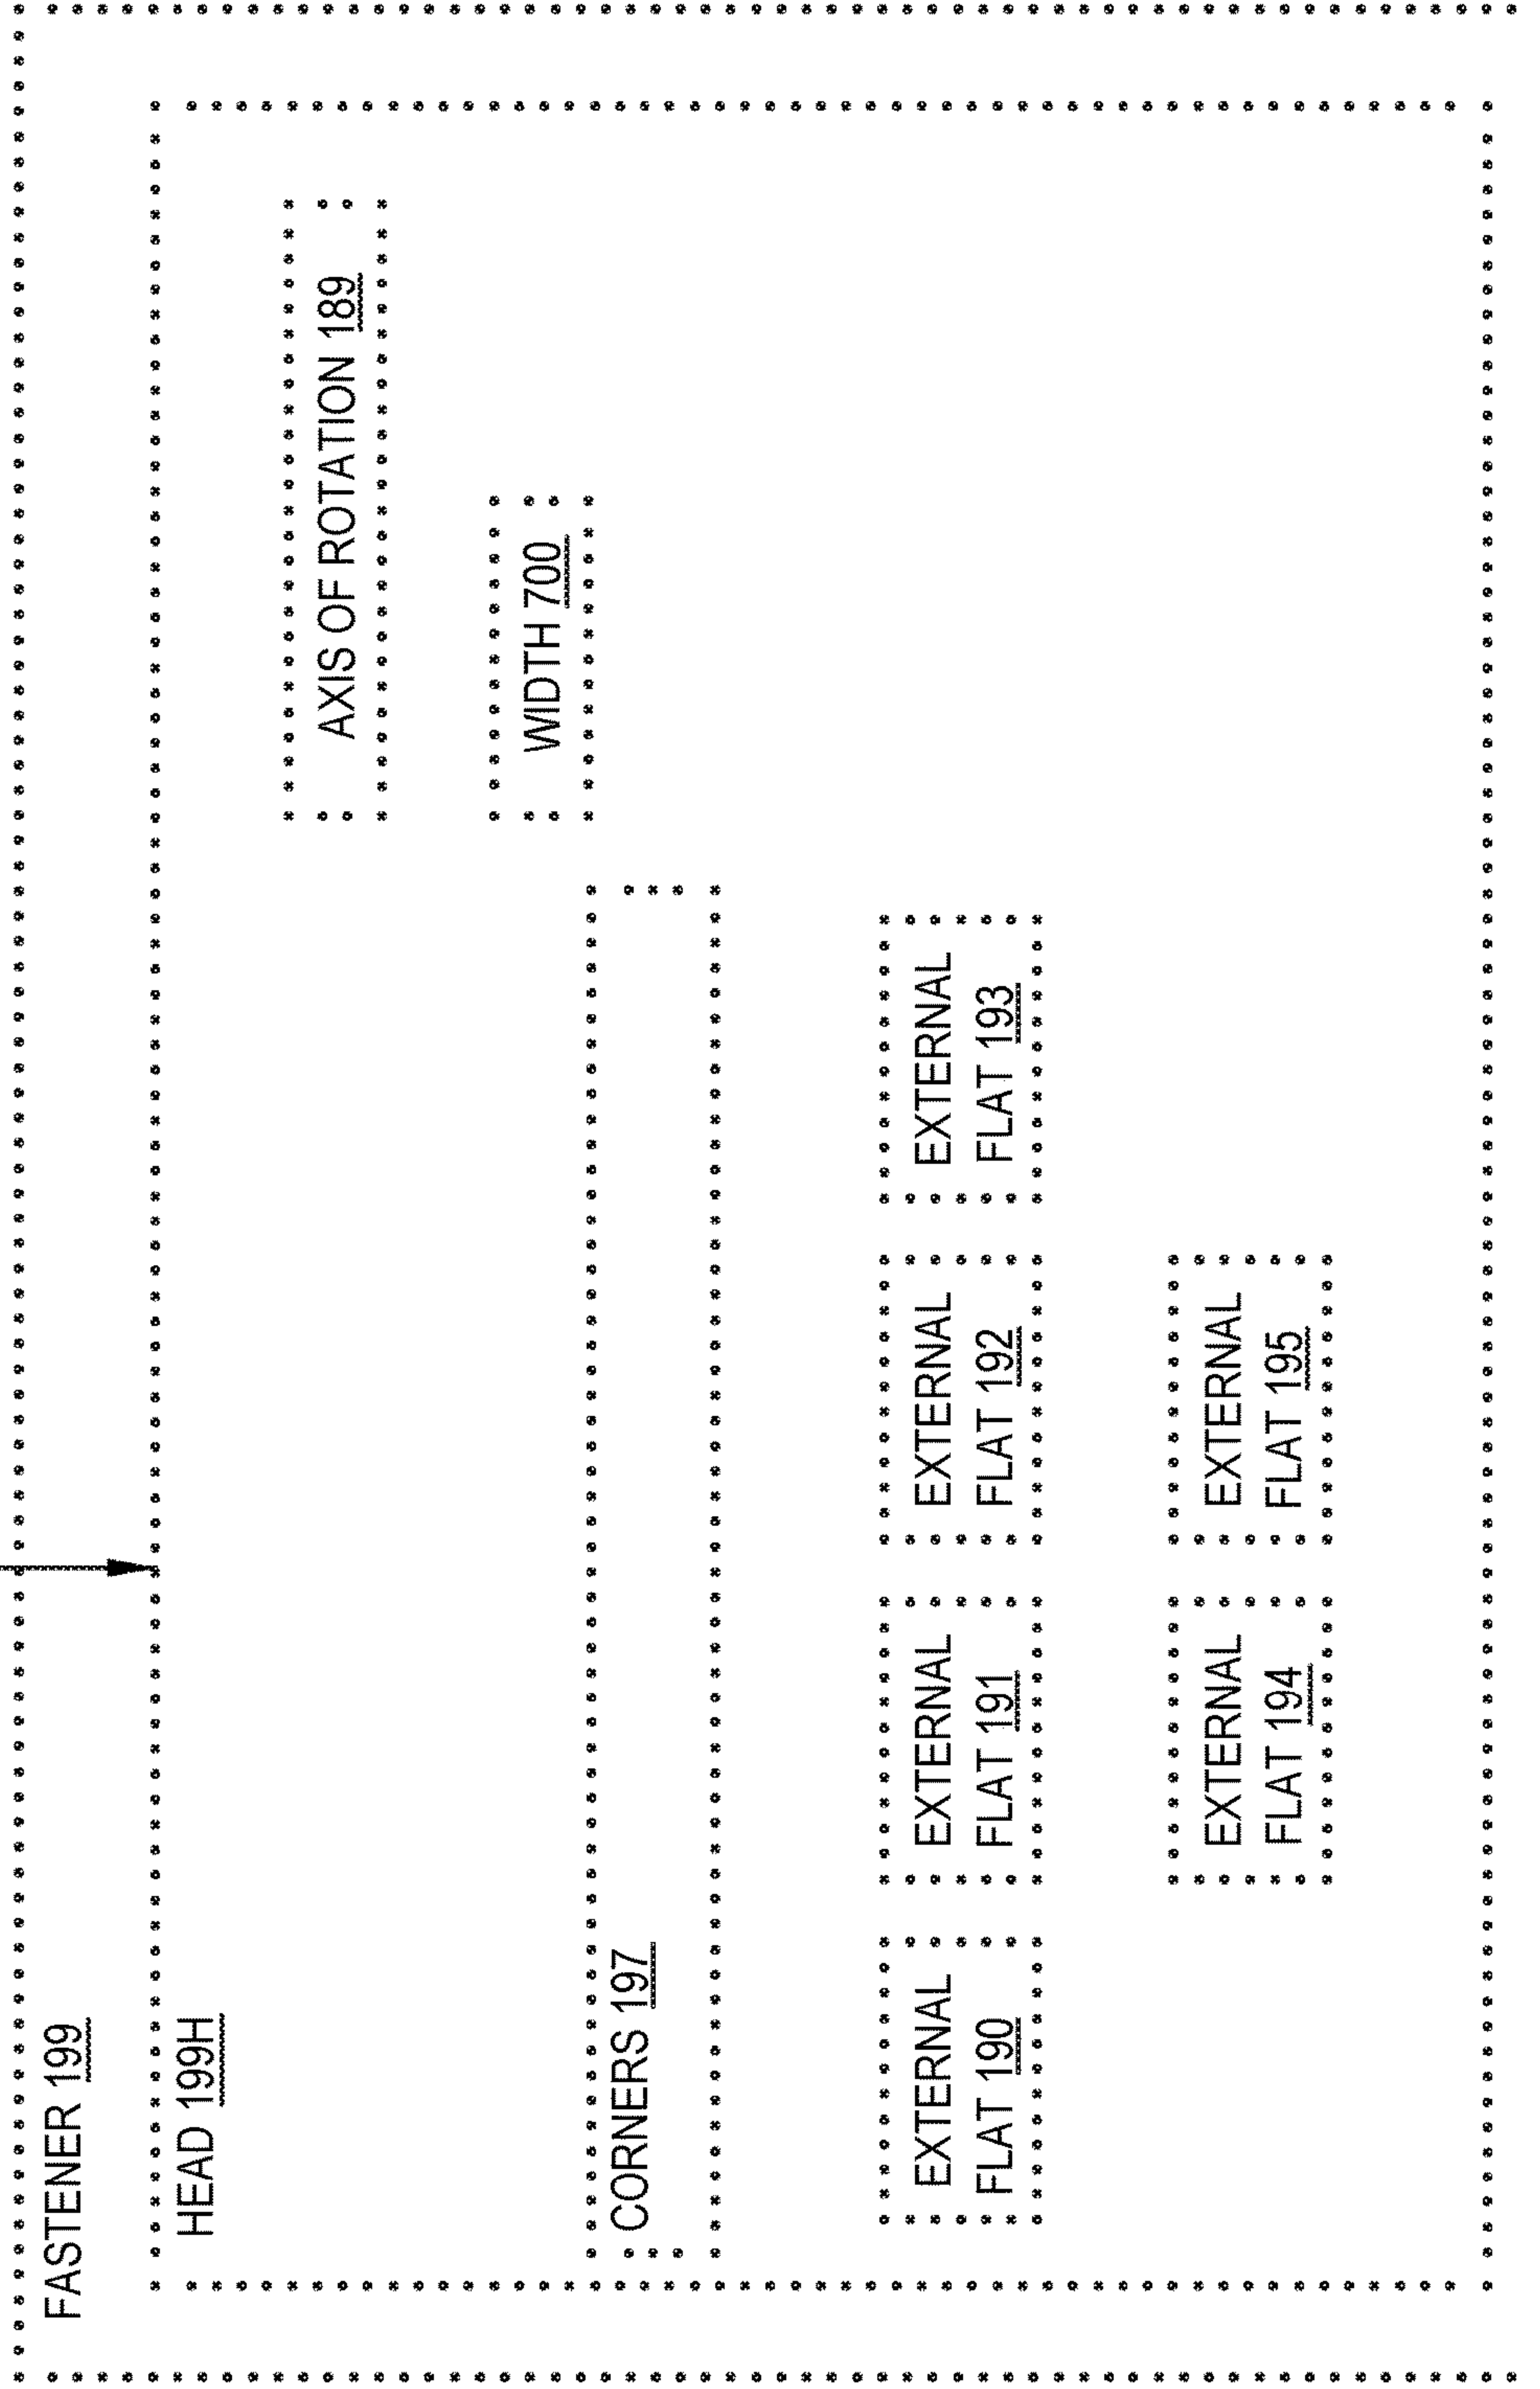 FASTENER 199
HEAD 199H
AXIS OF ROTATION 189
WIDTH 700
CORNERS 197
EXTERNAL
FLAT 190
EXTERNAL
FLAT 191
EXTERNAL
FLAT 192
EXTERNAL
FLAT 193
EXTERNAL
FLAT 194
EXTERNAL
FLAT 195